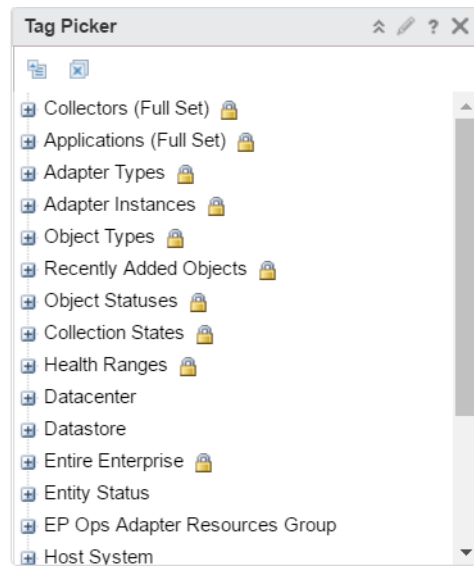 Tag Picker ?
Collectors (Full Set)
Applications (Full Set)
Adapter Types
Adapter Instances
Object Types
Recently Added Objects
Object Statuses
Collection States
Health Ranges
Datacenter
Datastore
Entire Enterprise
Entity Status
EP Ops Adapter Resources Group
Host System